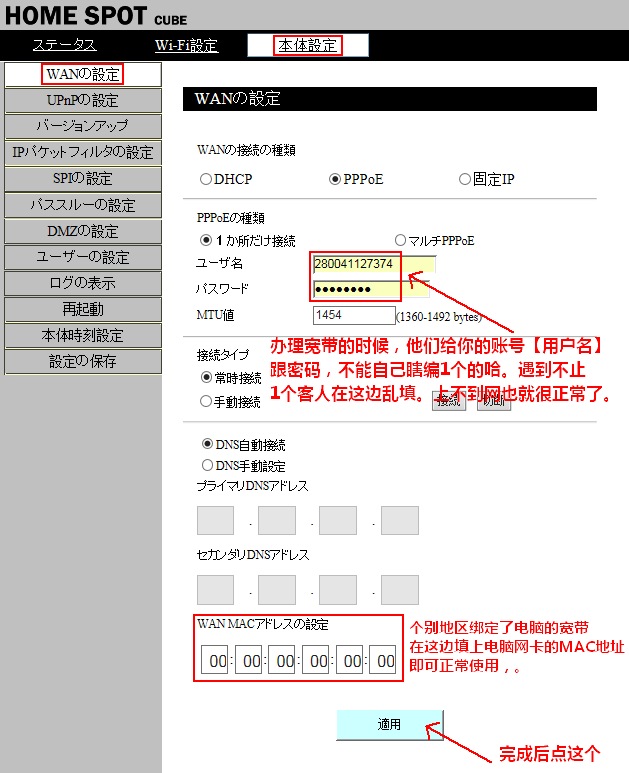 HOME SPOT CUBE
ステータス Wi-Fi設定 本体設定
WANの設定
UPnPの設定
バージョンアップ
IPパケットフィルタの設定
SPIの設定
パススルーの設定
DMZの設定
ユーザーの設定
ログの表示
再起動
本体時刻設定
設定の保存
WANの設定
WANの接続の種類
DHCP PPPoE 固定IP
PPPoEの種類
1か所だけ接続 マルチPPPoE
ユーザ名 280041127374
パスワード ●●●●●●●●
MTU値 1454 (1360-1492 bytes)
办理宽带的时候，他们给你的账号【用户名】
跟密码，不能自己瞎编1个的哈。遇到不止
1个客人在这边乱填。上不到网也就很正常了。
接続タイプ
常時接続
手動接続 接続 切断
DNS自動接続
DNS手動設定
プライマリDNSアドレス
. . .
セカンダリDNSアドレス
. . .
WAN MACアドレスの設定
00:00:00:00:00:00
个别地区绑定了电脑的宽带
在这边填上电脑网卡的MAC地址
即可正常使用，。
適用
完成后点这个